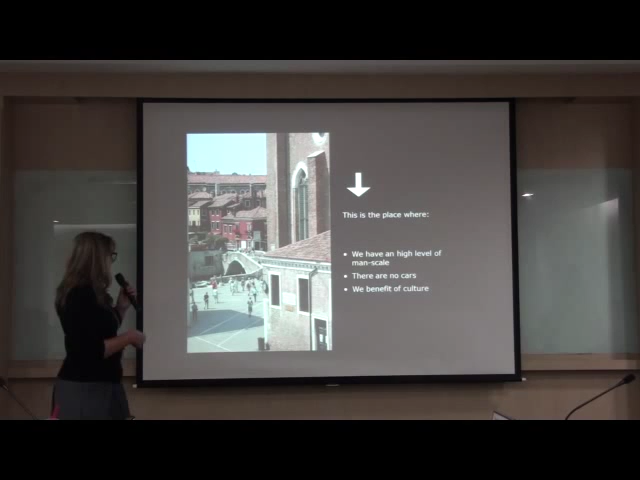 This is the place where:
• We have an high level of
man-scale
• There are no cars
• We benefit of culture